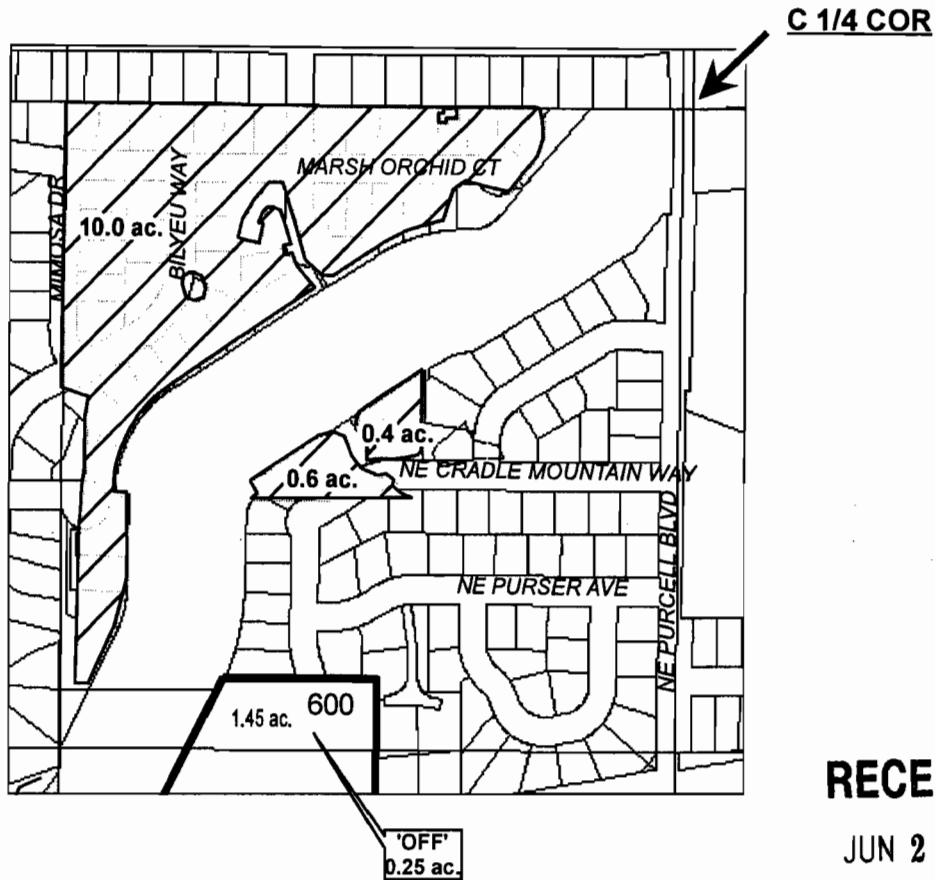 C 1/4 COR
MARSH ORCHID CT
BILYEU WAY
MIMOSA DR
10.0 ac.
0.4 ac.
0.6 ac.
NE CRADLE MOUNTAIN WAY
NE PURCELL BLVD
NE PURSER AVE
1.45 ac.
600
RECE
JUN 2
'OFF'
0.25 ac.